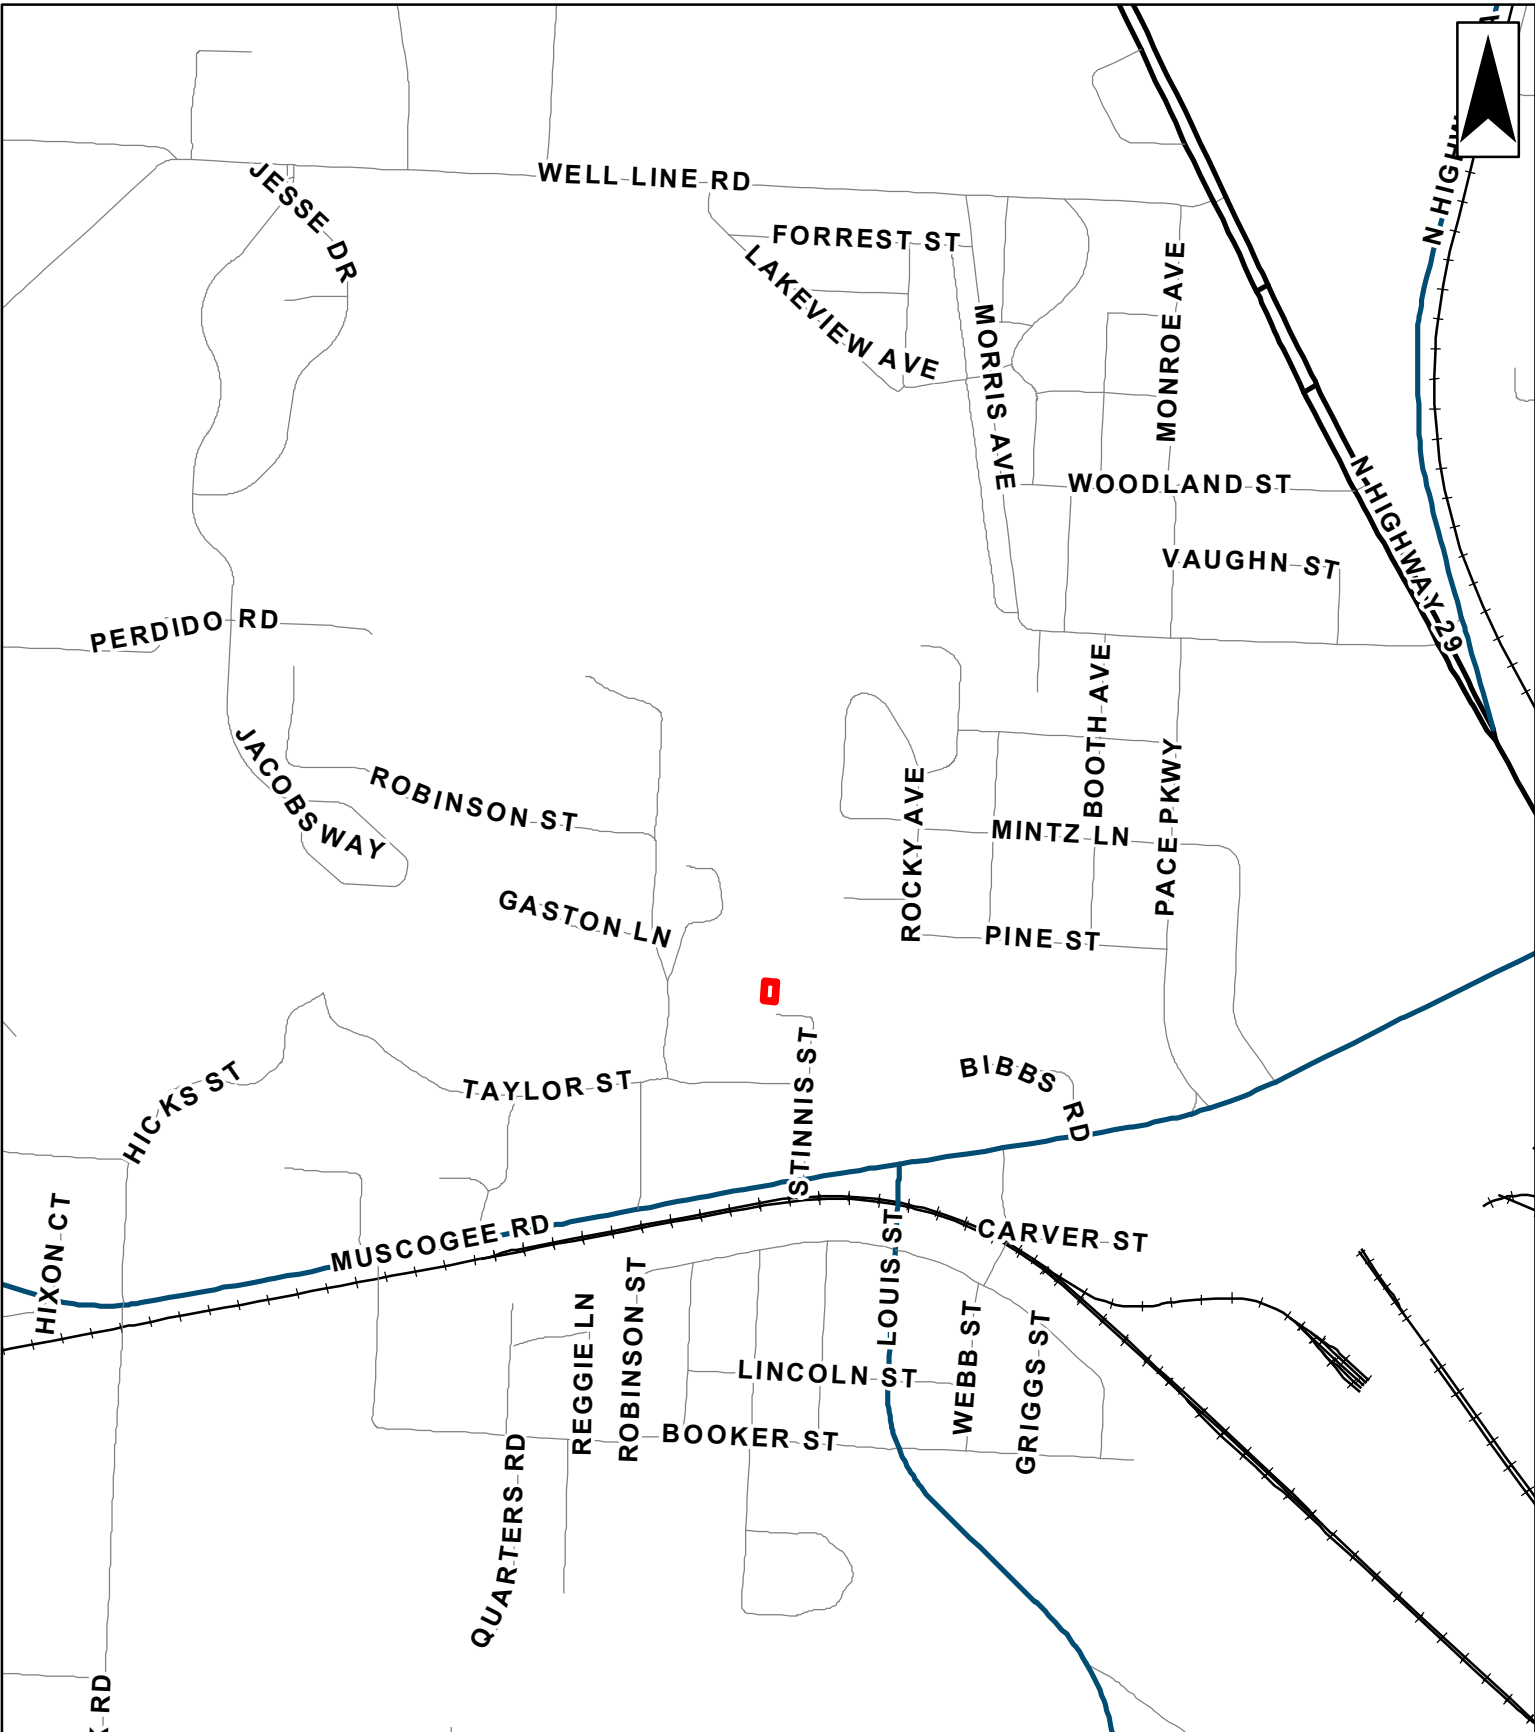 N HIGHW
JESSE DR
WELL LINE RD
FORREST ST
LAKEVIEW AVE
MORRIS AVE
MONROE AVE
WOODLAND ST
N HIGHWAY 29
VAUGHN ST
PERDIDO RD
BOOTH AVE
JACOBS WAY
ROBINSON ST
ROCKY AVE
MINTZ LN
PACE PKWY
GASTON LN
PINE ST
STINNIS ST
BIBBS RD
HICKS ST
TAYLOR ST
HIXON CT
MUSCOGEE RD
LOUIS ST
CARVER ST
REGGIE LN
ROBINSON ST
WEBB ST
GRIGGS ST
LINCOLN ST
BOOKER ST
QUARTERS RD
RD